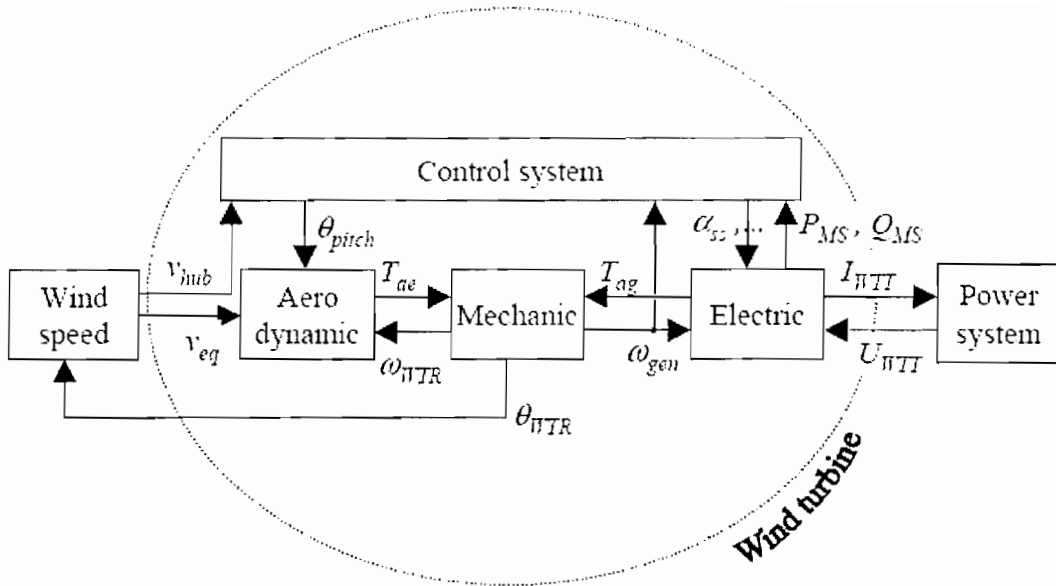 Control system
θpitch
αss,...
PMS, QMS
vhub
Tae
Tag
IWTT
Wind
speed
Aero
dynamic
Mechanic
Electric
Power
system
veq
ωWTR
ωgen
UWTT
θWTR
Wind turbine